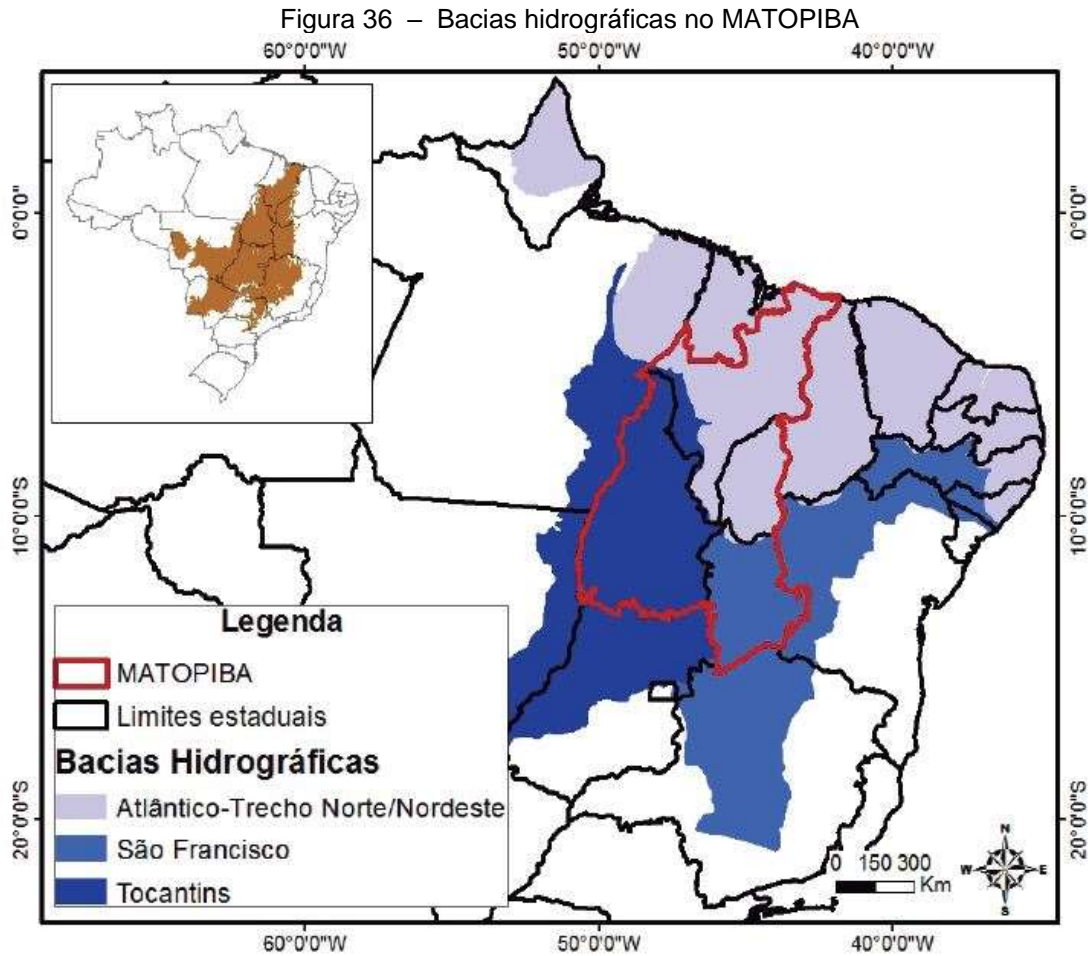 Figura 36 – Bacias hidrográficas no MATOPIBA
60°0'0"W 50°0'0"W 40°0'0"W
0°0'0" 0°0'0"
10°0'0"S 10°0'0"S
20°0'0"S 20°0'0"S
Legenda
MATOPIBA
Limites estaduais
Bacias Hidrográficas
Atlântico-Trecho Norte/Nordeste
São Francisco
Tocantins
N
W E
S
0 150 300
Km
60°0'0"W 50°0'0"W 40°0'0"W